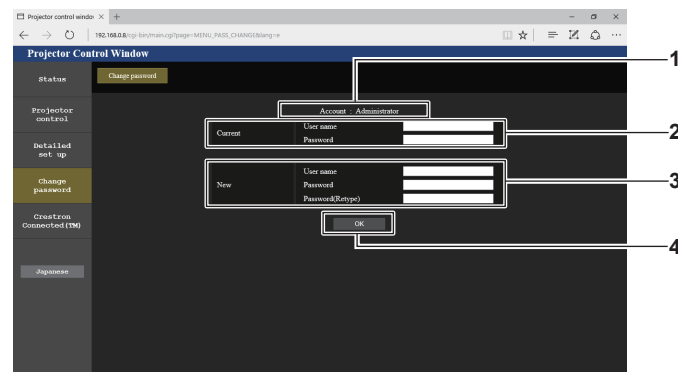 Projector control window × +
192.168.0.8/cgi-bin/main.cgi?page=MENU_PASS_CHANGE&lang=e
Projector Control Window
Status
Change password
1
Projector control
Account : Administrator
Current
User name
Password
2
Detailed set up
Change password
New
User name
Password
Password(Retype)
3
Crestron Connected(TM)
OK
4
Japanese